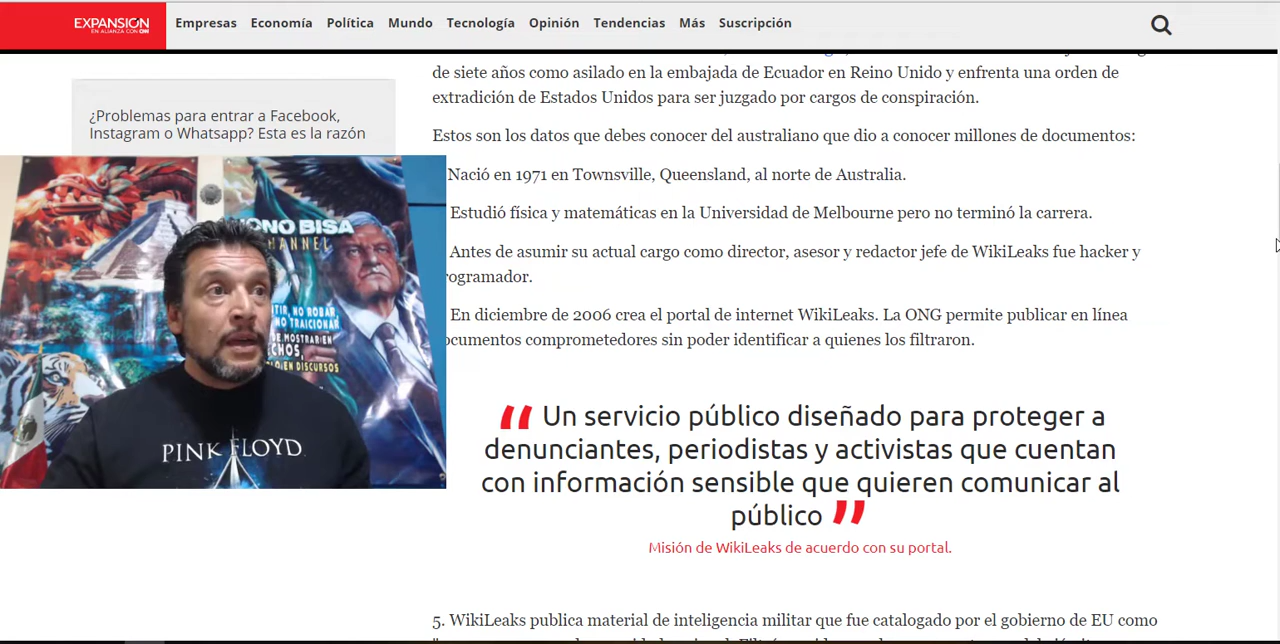 EXPANSIÓN
EN ALIANZA CON CNN
Empresas Economía Política Mundo Tecnología Opinión Tendencias Más Suscripción
de siete años como asilado en la embajada de Ecuador en Reino Unido y enfrenta una orden de
extradición de Estados Unidos para ser juzgado por cargos de conspiración.
¿Problemas para entrar a Facebook,
Instagram o Whatsapp? Esta es la razón
Estos son los datos que debes conocer del australiano que dio a conocer millones de documentos:
Nació en 1971 en Townsville, Queensland, al norte de Australia.
Estudió física y matemáticas en la Universidad de Melbourne pero no terminó la carrera.
Antes de asumir su actual cargo como director, asesor y redactor jefe de WikiLeaks fue hacker y
rogramador.
En diciembre de 2006 crea el portal de internet WikiLeaks. La ONG permite publicar en línea
ocumentos comprometedores sin poder identificar a quienes los filtraron.
ONO BISA
HANNEL
TIR, NO ROBAR,
NO TRAICIONAR
DE MOSTRAR EN
CHOS,
O EN DISCURSOS
PINK FLOYD
“ Un servicio público diseñado para proteger a
denunciantes, periodistas y activistas que cuentan
con información sensible que quieren comunicar al
público ”
Misión de WikiLeaks de acuerdo con su portal.
5. WikiLeaks publica material de inteligencia militar que fue catalogado por el gobierno de EU como